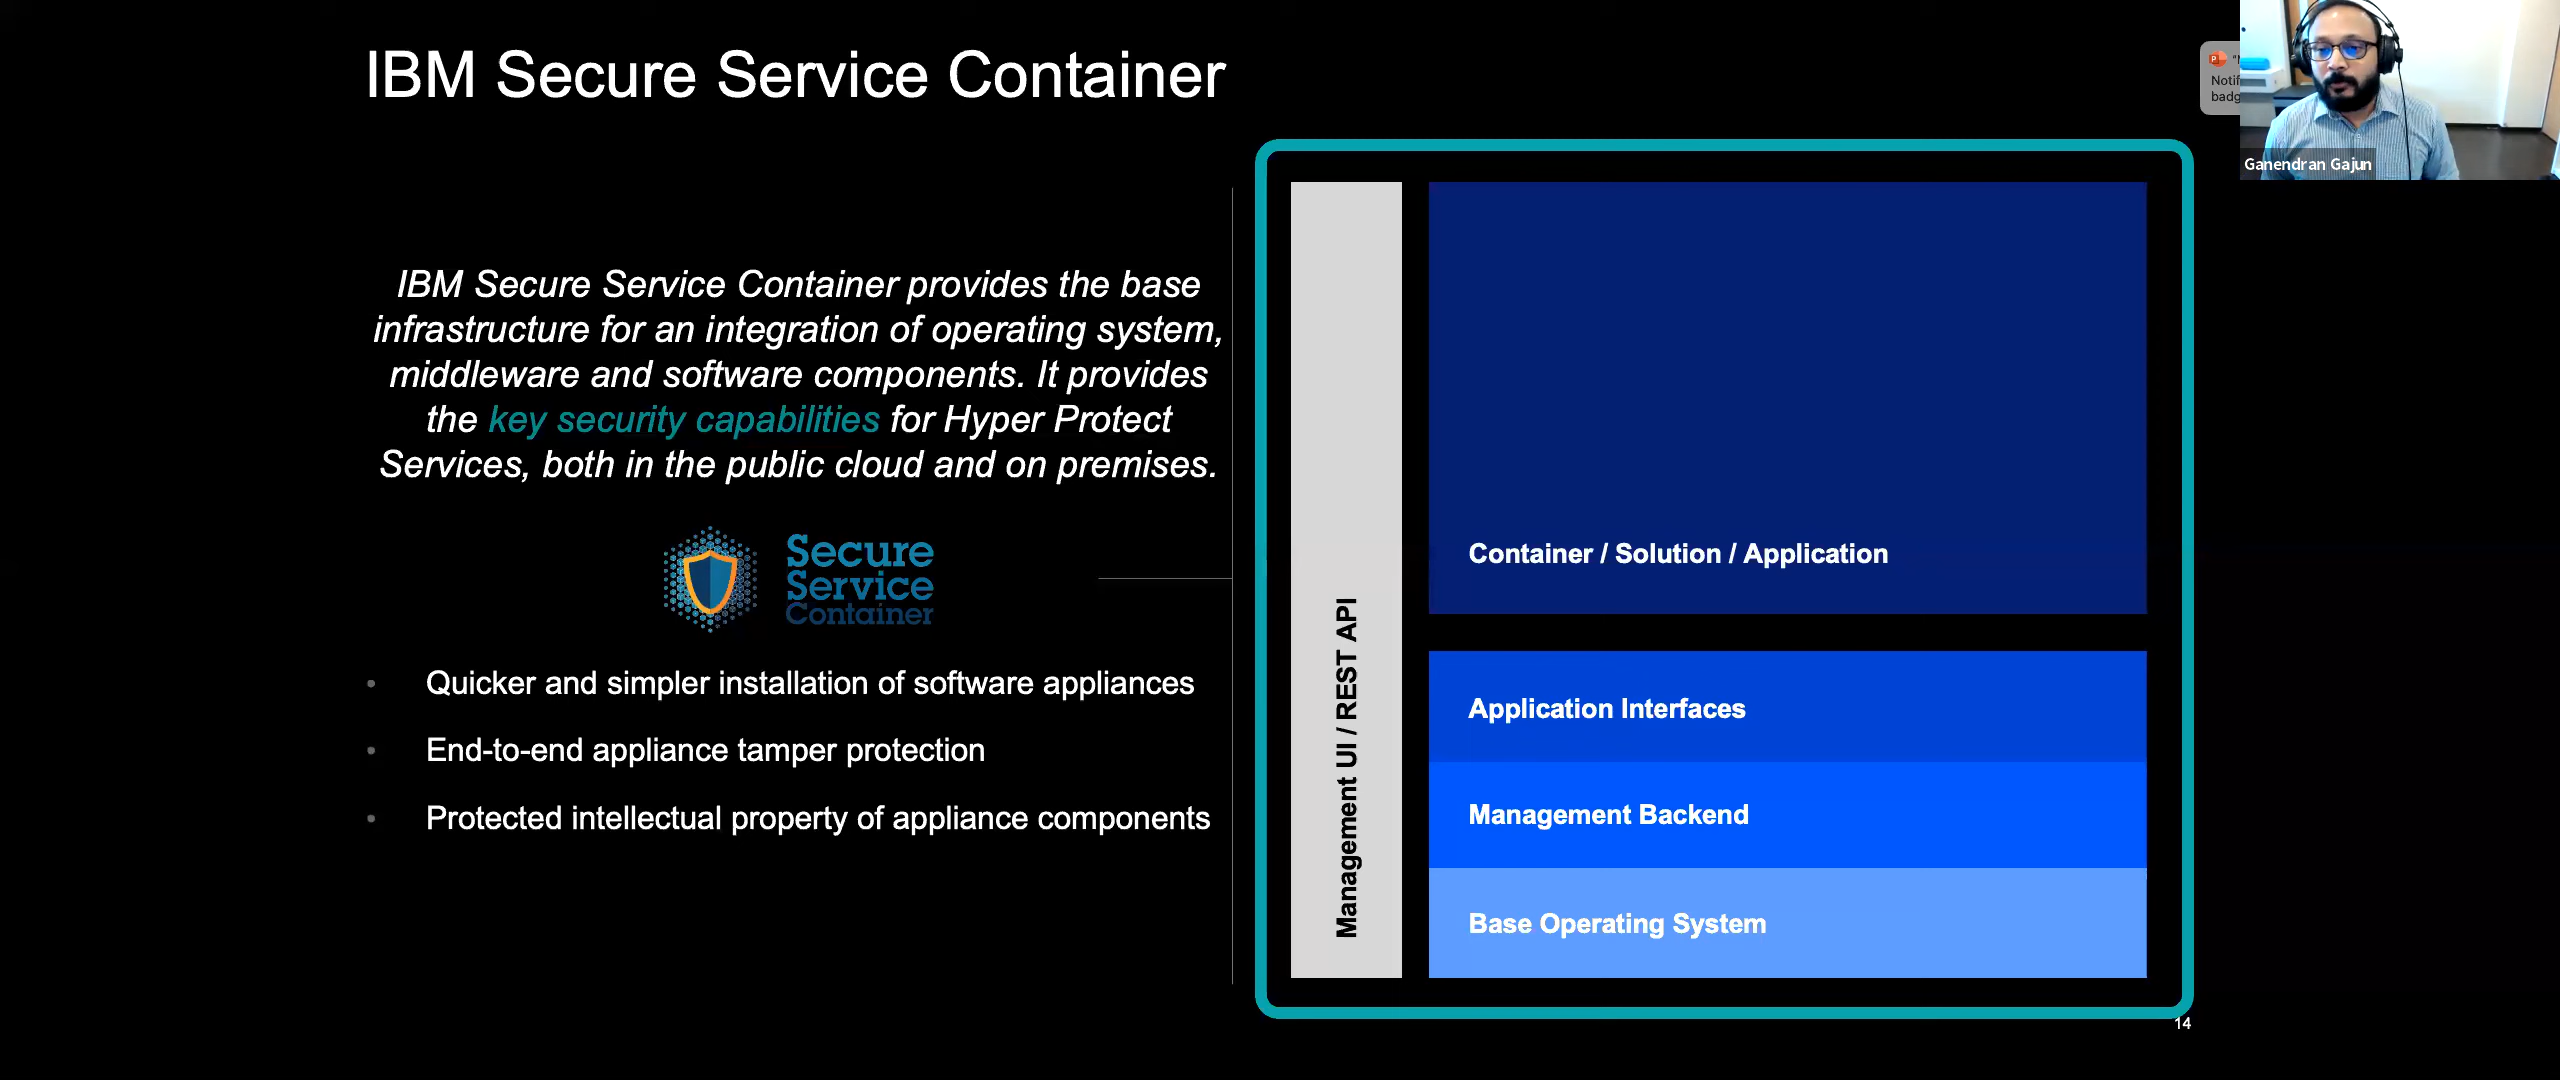 IBM Secure Service Container
IBM Secure Service Container provides the base
infrastructure for an integration of operating system,
middleware and software components. It provides
the key security capabilities for Hyper Protect
Services, both in the public cloud and on premises.
Secure
Service
Container
• Quicker and simpler installation of software appliances
• End-to-end appliance tamper protection
• Protected intellectual property of appliance components
Management UI / REST API
Container / Solution / Application
Application Interfaces
Management Backend
Base Operating System
14
Ganendran Gajun